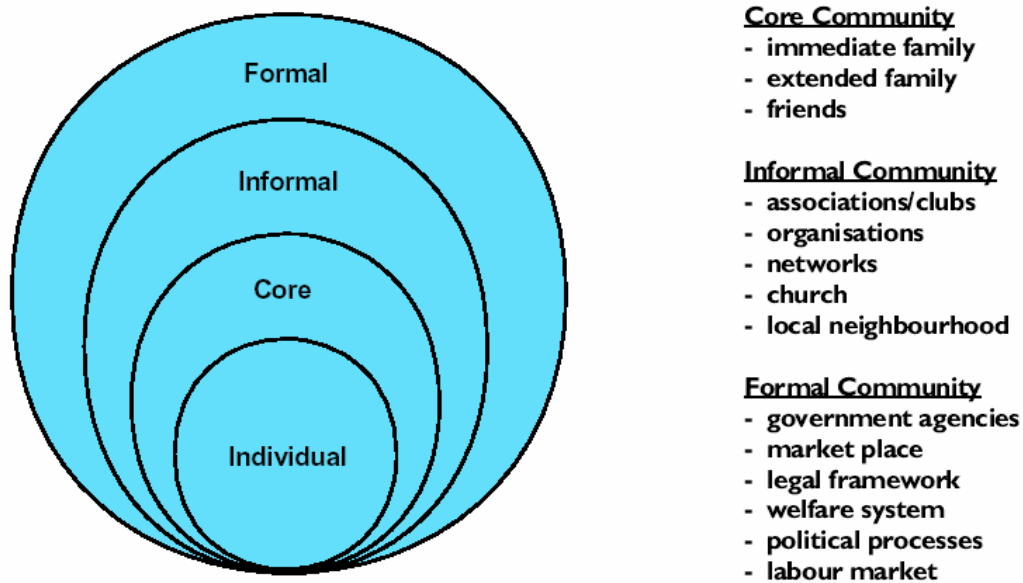 Formal
Informal
Core
Individual
Core Community
- immediate family
- extended family
- friends
Informal Community
- associations/clubs
- organisations
- networks
- church
- local neighbourhood
Formal Community
- government agencies
- market place
- legal framework
- welfare system
- political processes
- labour market